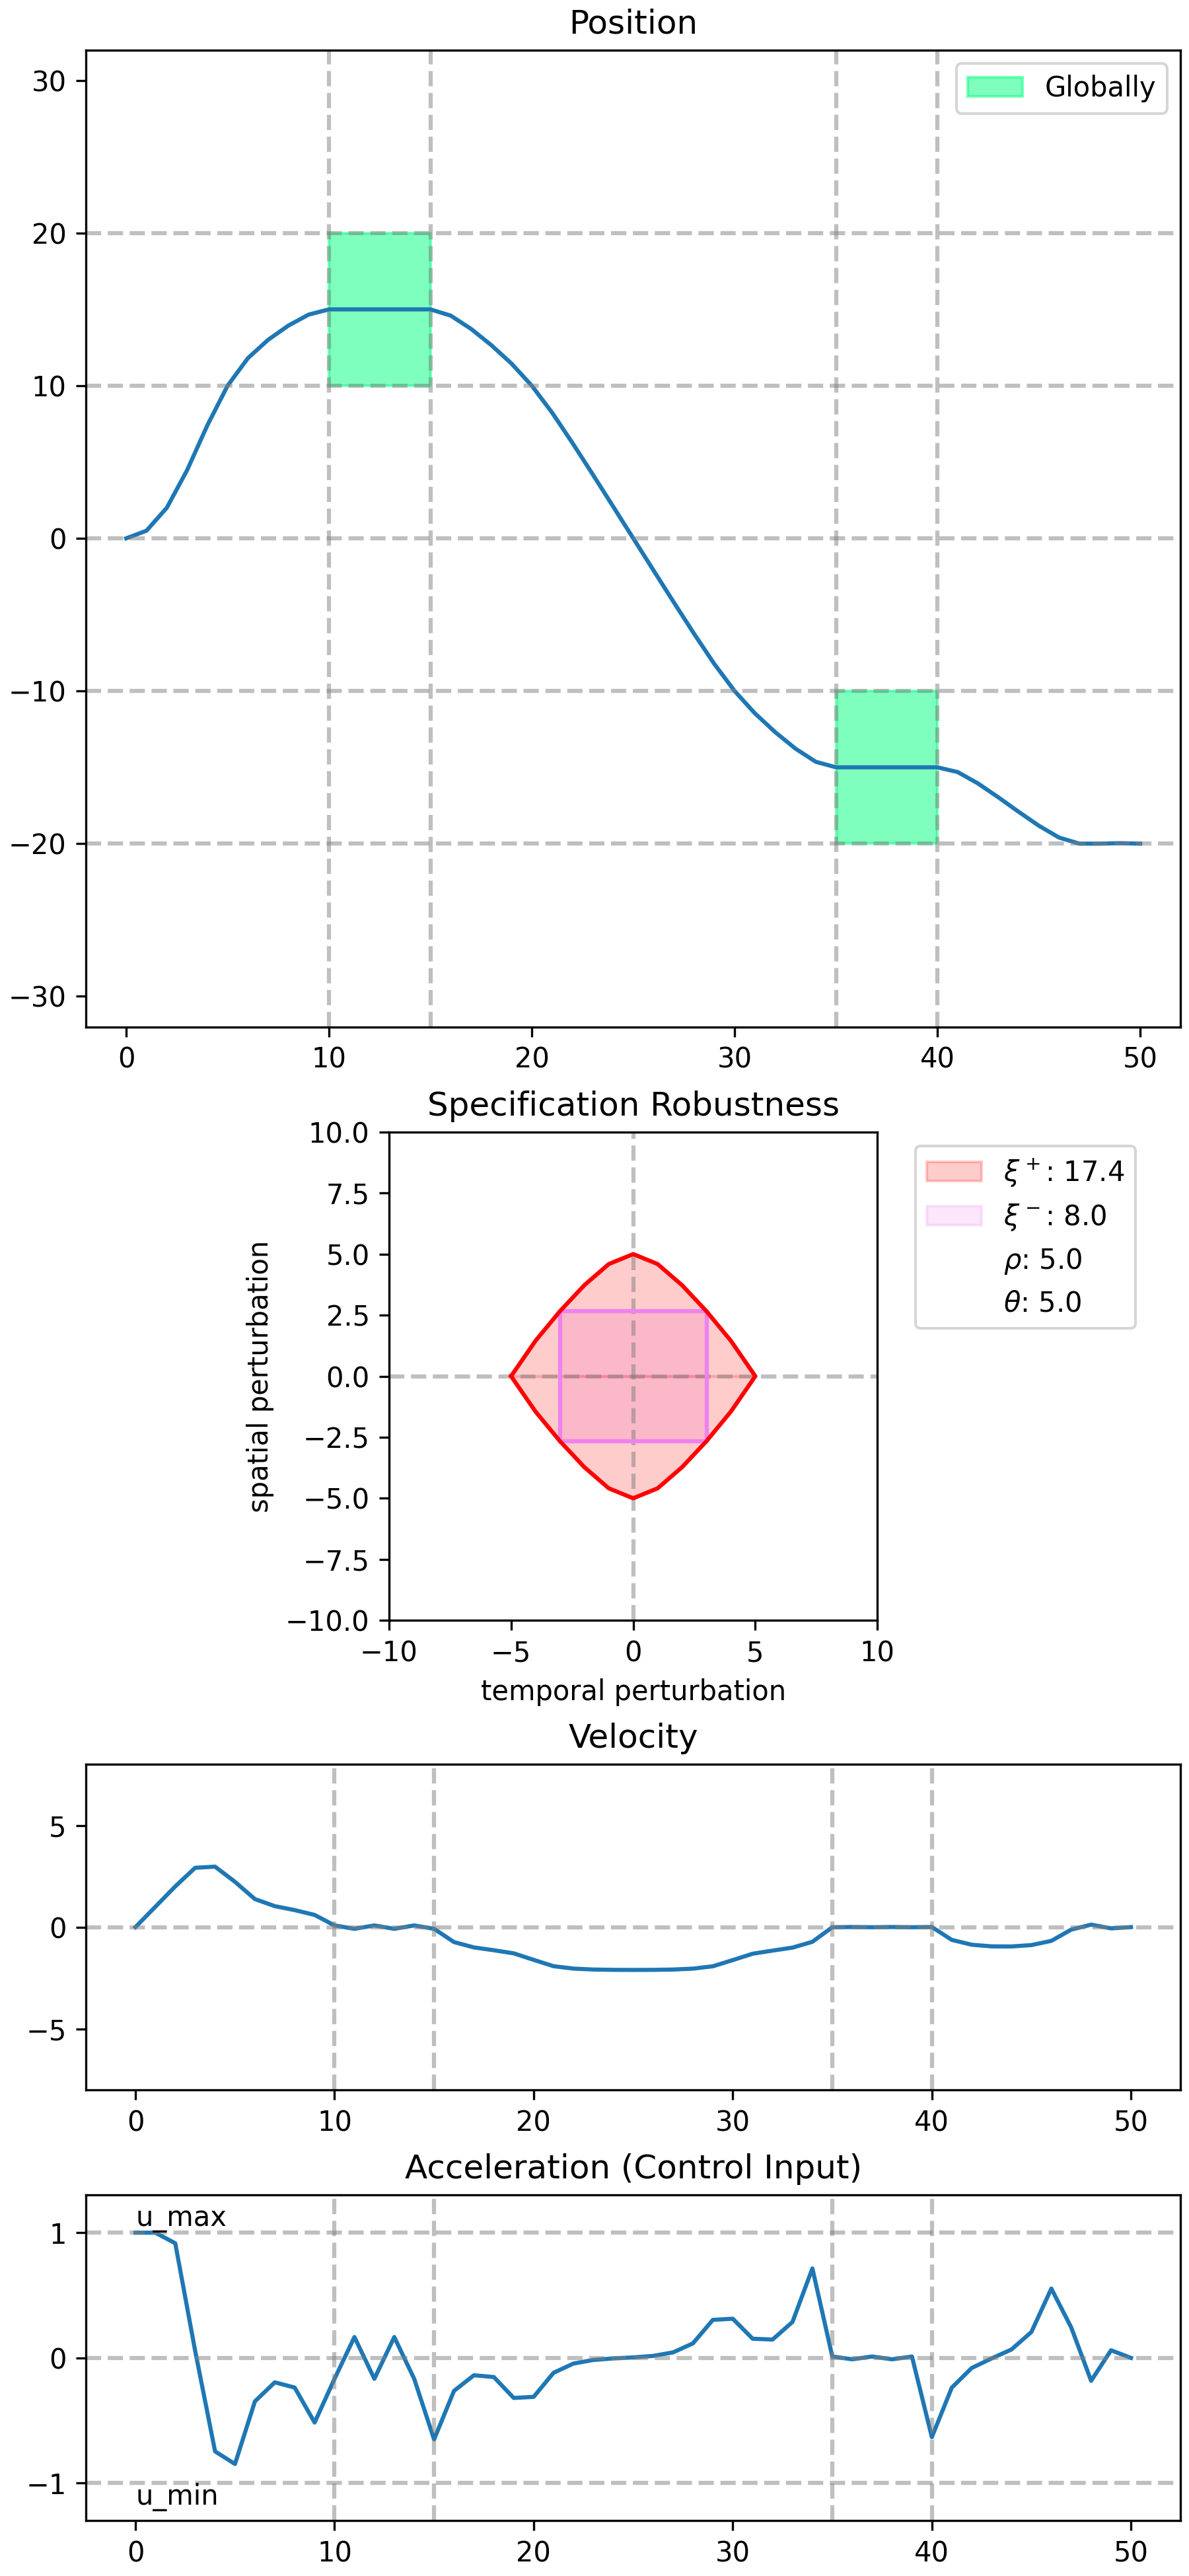 Position
30
20
10
0
−10
−20
−30
Globally
0 10 20 30 40 50
Specification Robustness
10.0
7.5
5.0
2.5
0.0
−2.5
−5.0
−7.5
−10.0
spatial perturbation
−10 −5 0 5 10
temporal perturbation
ξ⁺: 17.4
ξ⁻: 8.0
ρ: 5.0
θ: 5.0
Velocity
5
0
−5
0 10 20 30 40 50
Acceleration (Control Input)
1
0
−1
u_max
u_min
0 10 20 30 40 50